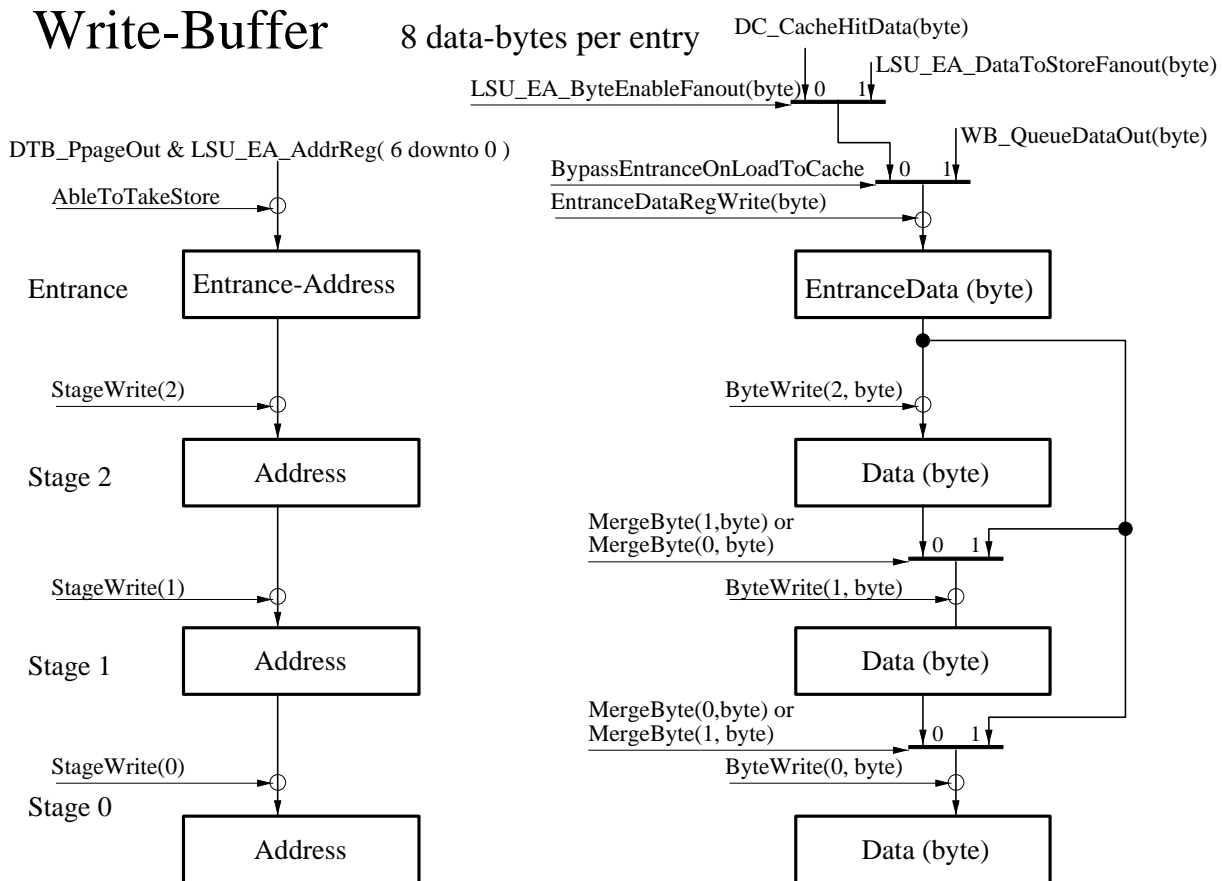 Write-Buffer
8 data-bytes per entry
DC_CacheHitData(byte)
LSU_EA_DataToStoreFanout(byte)
LSU_EA_ByteEnableFanout(byte)
0 1
WB_QueueDataOut(byte)
DTB_PpageOut & LSU_EA_AddrReg( 6 downto 0 )
BypassEntranceOnLoadToCache
0 1
AbleToTakeStore
EntranceDataRegWrite(byte)
Entrance
Entrance-Address
EntranceData (byte)
StageWrite(2)
ByteWrite(2, byte)
Stage 2
Address
Data (byte)
MergeByte(1,byte) or
MergeByte(0, byte)
0 1
StageWrite(1)
ByteWrite(1, byte)
Stage 1
Address
Data (byte)
MergeByte(0,byte) or
MergeByte(1, byte)
0 1
StageWrite(0)
ByteWrite(0, byte)
Stage 0
Address
Data (byte)